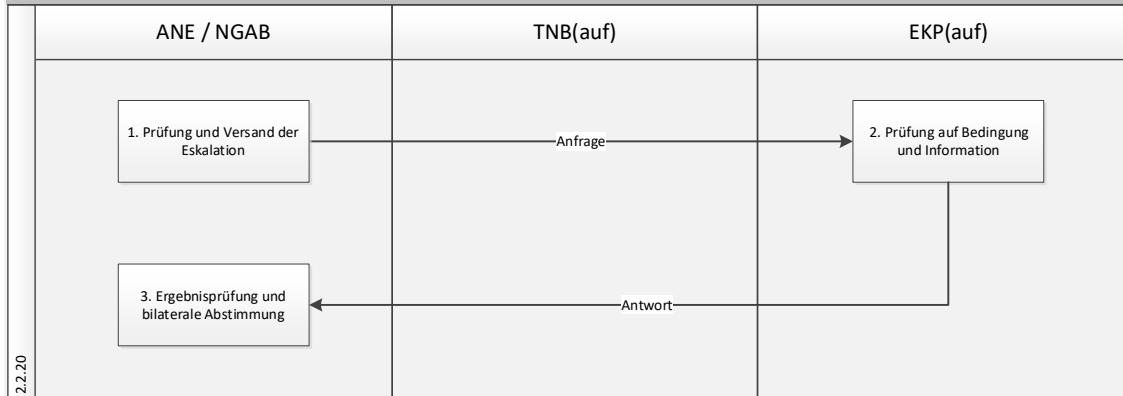 ANE / NGAB
TNB(auf)
EKP(auf)
1. Prüfung und Versand der
Eskalation
Anfrage
2. Prüfung auf Bedingung
und Information
3. Ergebnisprüfung und
bilaterale Abstimmung
Antwort
2.2.20